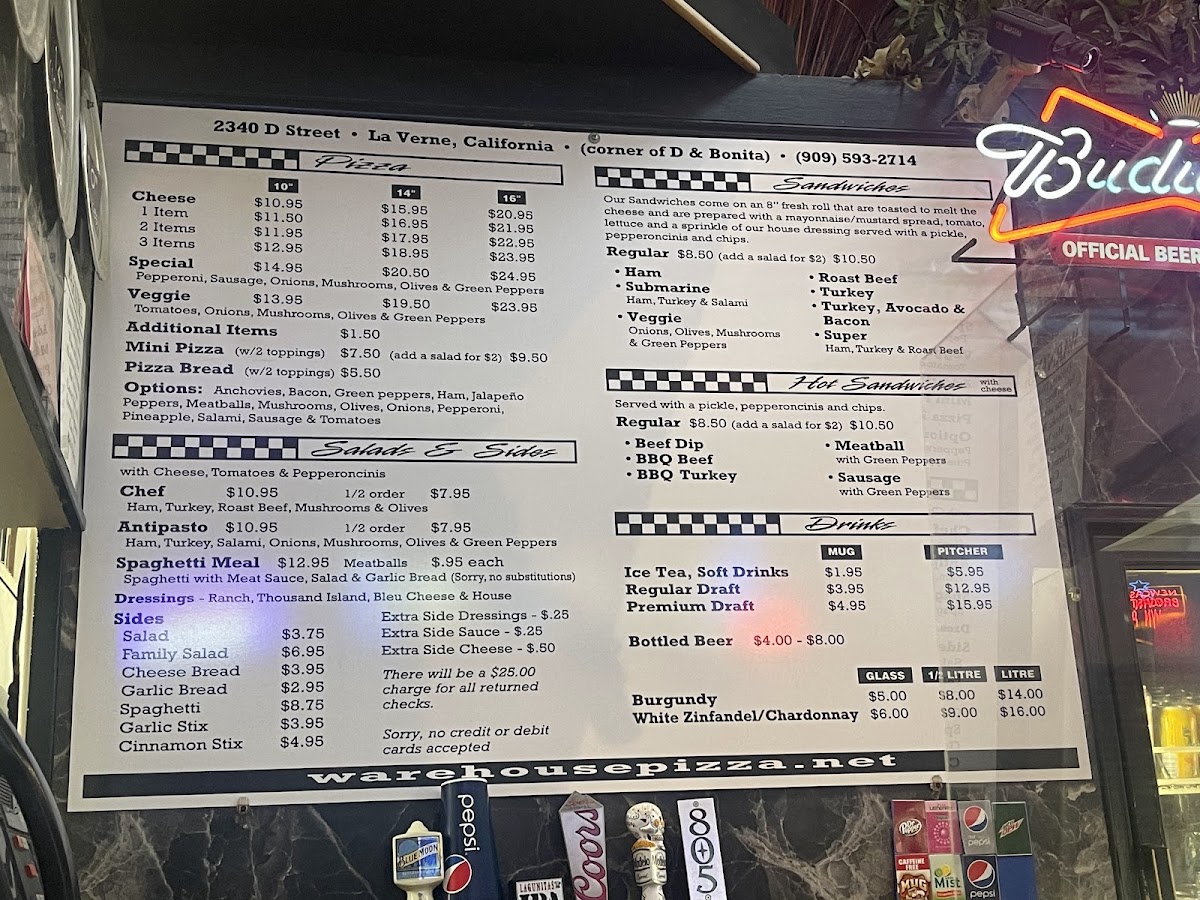 2340 D Street • La Verne, California • (corner of D & Bonita) • (909) 593-2714
Pizza
10" 14" 16"
Cheese $10.95 $15.95 $20.95
1 Item $11.50 $16.95 $21.95
2 Items $11.95 $17.95 $22.95
3 Items $12.95 $18.95 $23.95
Special $14.95 $20.50 $24.95
Pepperoni, Sausage, Onions, Mushrooms, Olives & Green Peppers
Veggie $13.95 $19.50 $23.95
Tomatoes, Onions, Mushrooms, Olives & Green Peppers
Additional Items $1.50
Mini Pizza (w/2 toppings) $7.50 (add a salad for $2) $9.50
Pizza Bread (w/2 toppings) $5.50
Options: Anchovies, Bacon, Green peppers, Ham, Jalapeño
Peppers, Meatballs, Mushrooms, Olives, Onions, Pepperoni,
Pineapple, Salami, Sausage & Tomatoes
Salads & Sides
with Cheese, Tomatoes & Pepperoncinis
Chef $10.95 1/2 order $7.95
Ham, Turkey, Roast Beef, Mushrooms & Olives
Antipasto $10.95 1/2 order $7.95
Ham, Turkey, Salami, Onions, Mushrooms, Olives & Green Peppers
Spaghetti Meal $12.95 Meatballs $.95 each
Spaghetti with Meat Sauce, Salad & Garlic Bread (Sorry, no substitutions)
Dressings - Ranch, Thousand Island, Bleu Cheese & House
Sides
Salad $3.75
Family Salad $6.95
Cheese Bread $3.95
Garlic Bread $2.95
Spaghetti $8.75
Garlic Stix $3.95
Cinnamon Stix $4.95
Extra Side Dressings - $.25
Extra Side Sauce - $.25
Extra Side Cheese - $.50
There will be a $25.00
charge for all returned
checks.
Sorry, no credit or debit
cards accepted
Sandwiches
Our Sandwiches come on an 8" fresh roll that are toasted to melt the
cheese and are prepared with a mayonnaise/mustard spread, tomato,
lettuce and a sprinkle of our house dressing served with a pickle,
pepperoncinis and chips.
Regular $8.50 (add a salad for $2) $10.50
• Ham
• Submarine
Ham, Turkey & Salami
• Veggie
Onions, Olives, Mushrooms
& Green Peppers
• Roast Beef
• Turkey
• Turkey, Avocado &
Bacon
• Super
Ham, Turkey & Roast Beef
Hot Sandwiches with
cheese
Served with a pickle, pepperoncinis and chips.
Regular $8.50 (add a salad for $2) $10.50
• Beef Dip
• BBQ Beef
• BBQ Turkey
• Meatball
with Green Peppers
• Sausage
with Green Peppers
Drinks
MUG PITCHER
Ice Tea, Soft Drinks $1.95 $5.95
Regular Draft $3.95 $12.95
Premium Draft $4.95 $15.95
Bottled Beer $4.00 - $8.00
GLASS 1/2 LITRE LITRE
Burgundy $5.00 $8.00 $14.00
White Zinfandel/Chardonnay $6.00 $9.00 $16.00
warehousepizza.net
OFFICIAL BEER
BLUE MOON
pepsi
LAGUNITAS
Coors
Modelo
805
Dr Pepper
pepsi
CAFFEINE
FREE
MUG
Mist
pepsi